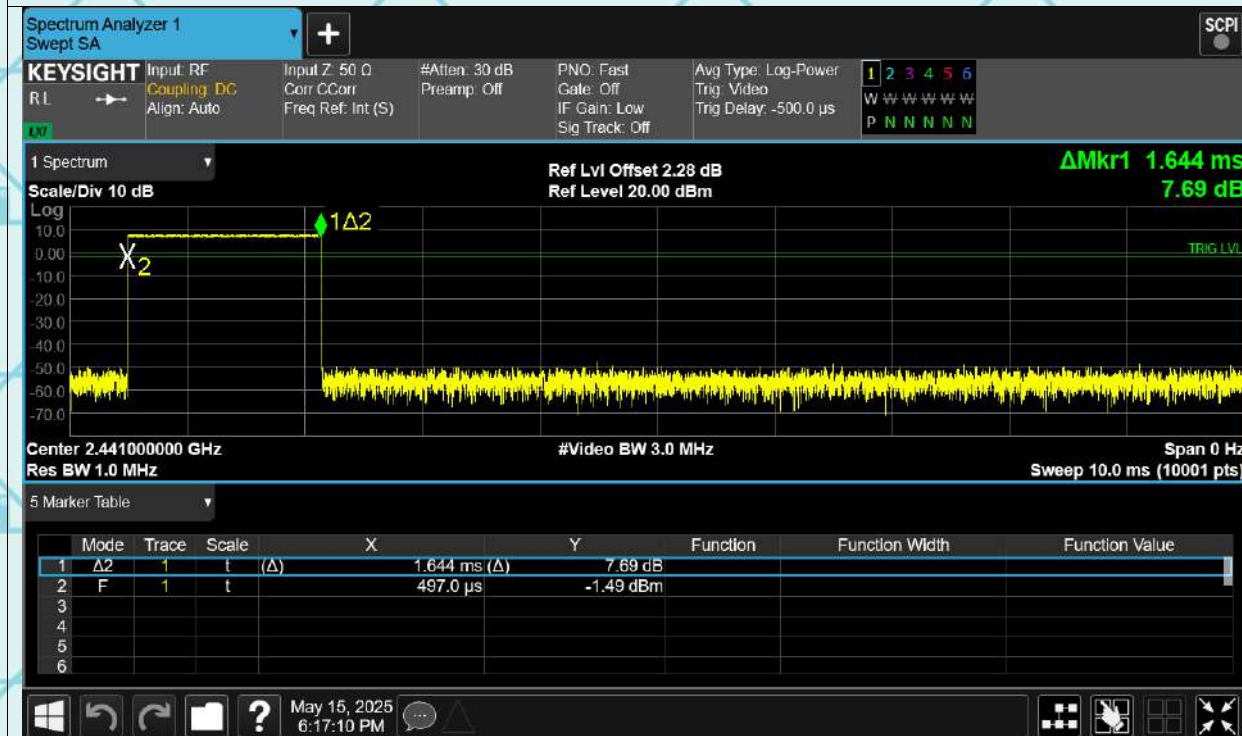 Spectrum Analyzer 1
Swept SA
+
SCPI
KEYSIGHT
RL
LXI
Input: RF
Coupling: DC
Align: Auto
Input Z: 50 Ω
Corr CCorr
Freq Ref: Int (S)
#Atten: 30 dB
Preamp: Off
PNO: Fast
Gate: Off
IF Gain: Low
Sig Track: Off
Avg Type: Log-Power
Trig: Video
Trig Delay: -500.0 µs
1 2 3 4 5 6
W W W W W W
P N N N N N
1 Spectrum
Scale/Div 10 dB
Log
Ref Lvl Offset 2.28 dB
Ref Level 20.00 dBm
ΔMkr1 1.644 ms
7.69 dB
10.0
0.00
-10.0
-20.0
-30.0
-40.0
-50.0
-60.0
-70.0
1Δ2
X2
TRIG LVL
Center 2.441000000 GHz
#Video BW 3.0 MHz
Span 0 Hz
Res BW 1.0 MHz
Sweep 10.0 ms (10001 pts)
5 Marker Table
Mode Trace Scale X Y Function Function Width Function Value
1 Δ2 1 t (Δ) 1.644 ms (Δ) 7.69 dB
2 F 1 t 497.0 µs -1.49 dBm
3
4
5
6
?
May 15, 2025
6:17:10 PM